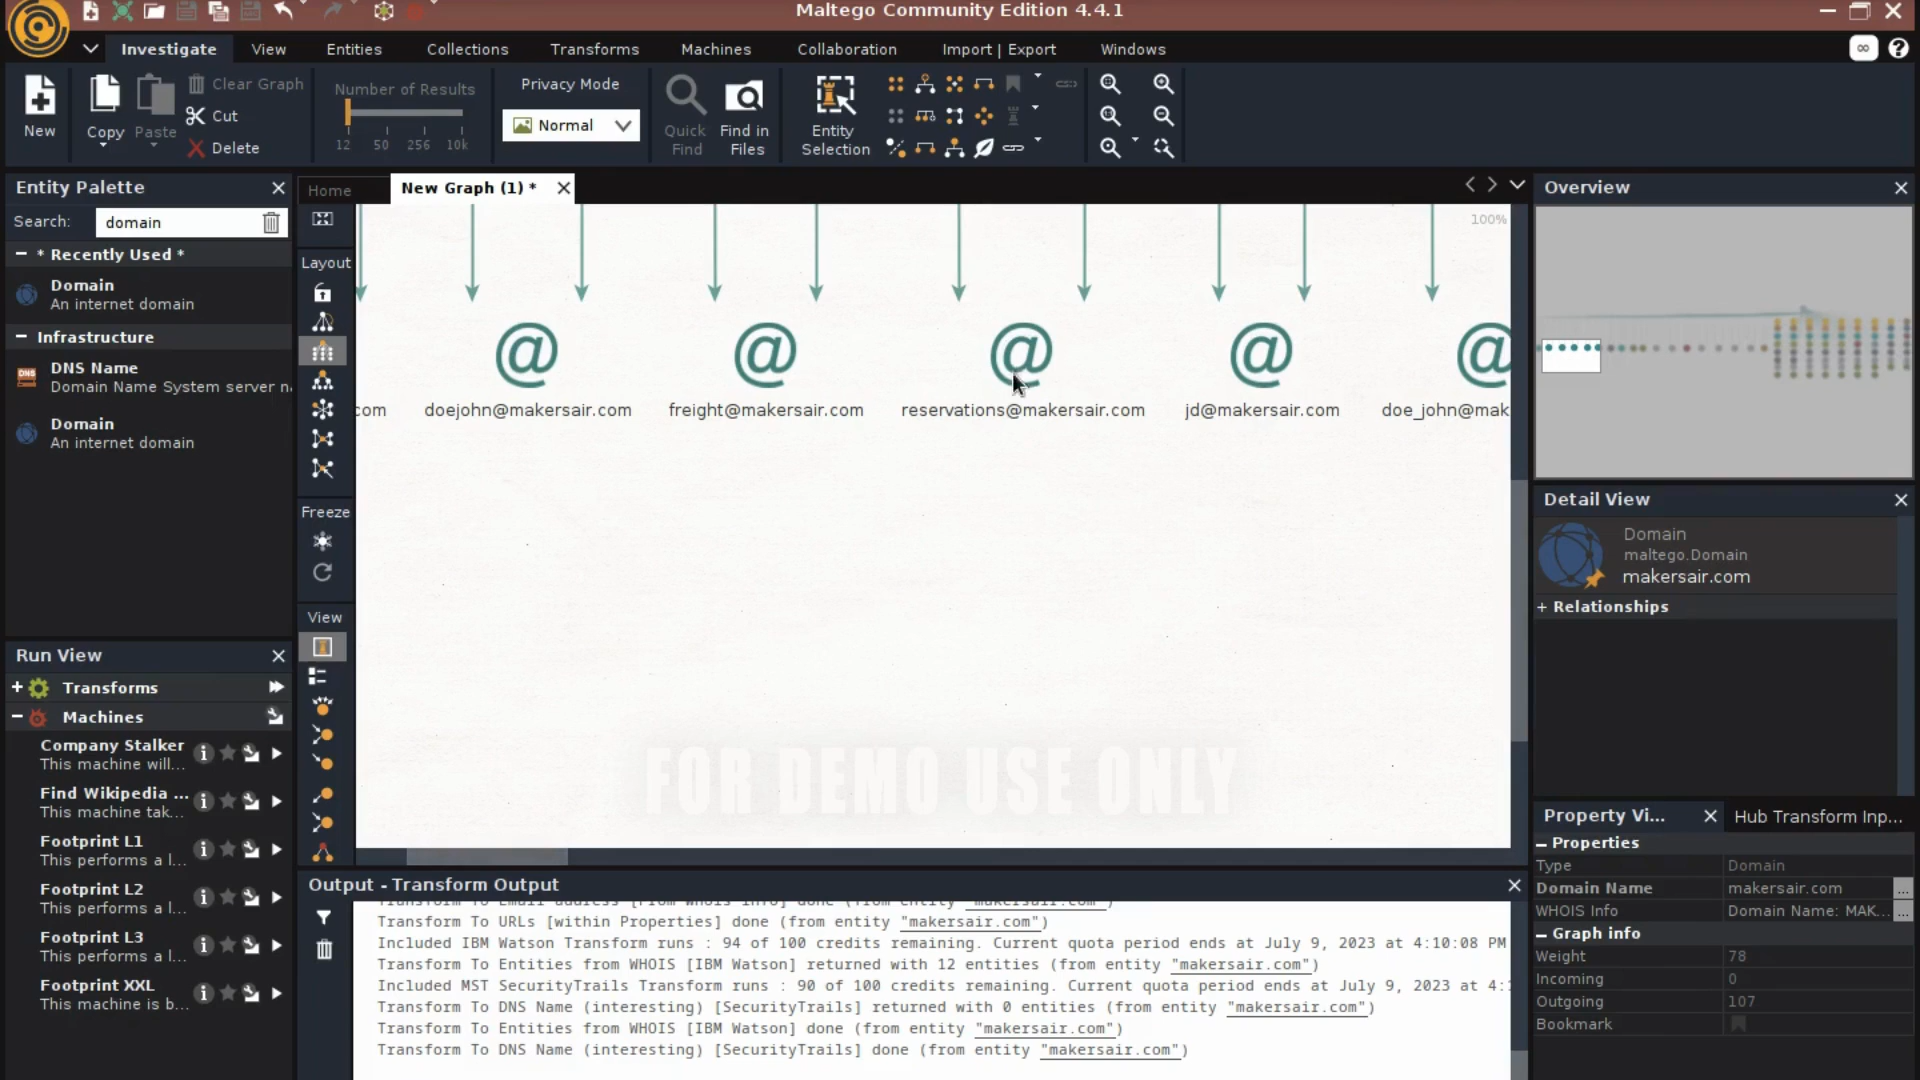 Maltego Community Edition 4.4.1
Investigate View Entities Collections Transforms Machines Collaboration Import | Export Windows
New
Copy
Paste
Clear Graph
Cut
Delete
Number of Results
12 50 256 10k
Privacy Mode
Normal
Quick Find
Find in Files
Entity Selection
Entity Palette
Search: domain
* Recently Used *
Domain
An internet domain
Infrastructure
DNS Name
Domain Name System server n
Domain
An internet domain
Run View
Transforms
Machines
Company Stalker
This machine will...
Find Wikipedia ...
This machine tak...
Footprint L1
This performs a l...
Footprint L2
This performs a l...
Footprint L3
This performs a l...
Footprint XXL
This machine is b...
Home
New Graph (1) *
Layout
Freeze
View
100%
@ @ @ @ @
com doejohn@makersair.com freight@makersair.com reservations@makersair.com jd@makersair.com doe_john@mak
FOR DEMO USE ONLY
Output - Transform Output
Transform To Email address [From whois info] done (from entity "makersair.com")
Transform To URLs [within Properties] done (from entity "makersair.com")
Included IBM Watson Transform runs : 94 of 100 credits remaining. Current quota period ends at July 9, 2023 at 4:10:08 PM
Transform To Entities from WHOIS [IBM Watson] returned with 12 entities (from entity "makersair.com")
Included MST SecurityTrails Transform runs : 90 of 100 credits remaining. Current quota period ends at July 9, 2023 at 4:1
Transform To DNS Name (interesting) [SecurityTrails] returned with 0 entities (from entity "makersair.com")
Transform To Entities from WHOIS [IBM Watson] done (from entity "makersair.com")
Transform To DNS Name (interesting) [SecurityTrails] done (from entity "makersair.com")
Overview
Detail View
Domain
maltego.Domain
makersair.com
+ Relationships
Property Vi...
Hub Transform Inp...
Properties
Type Domain
Domain Name makersair.com ...
WHOIS Info Domain Name: MAK... ...
Graph info
Weight 78
Incoming 0
Outgoing 107
Bookmark